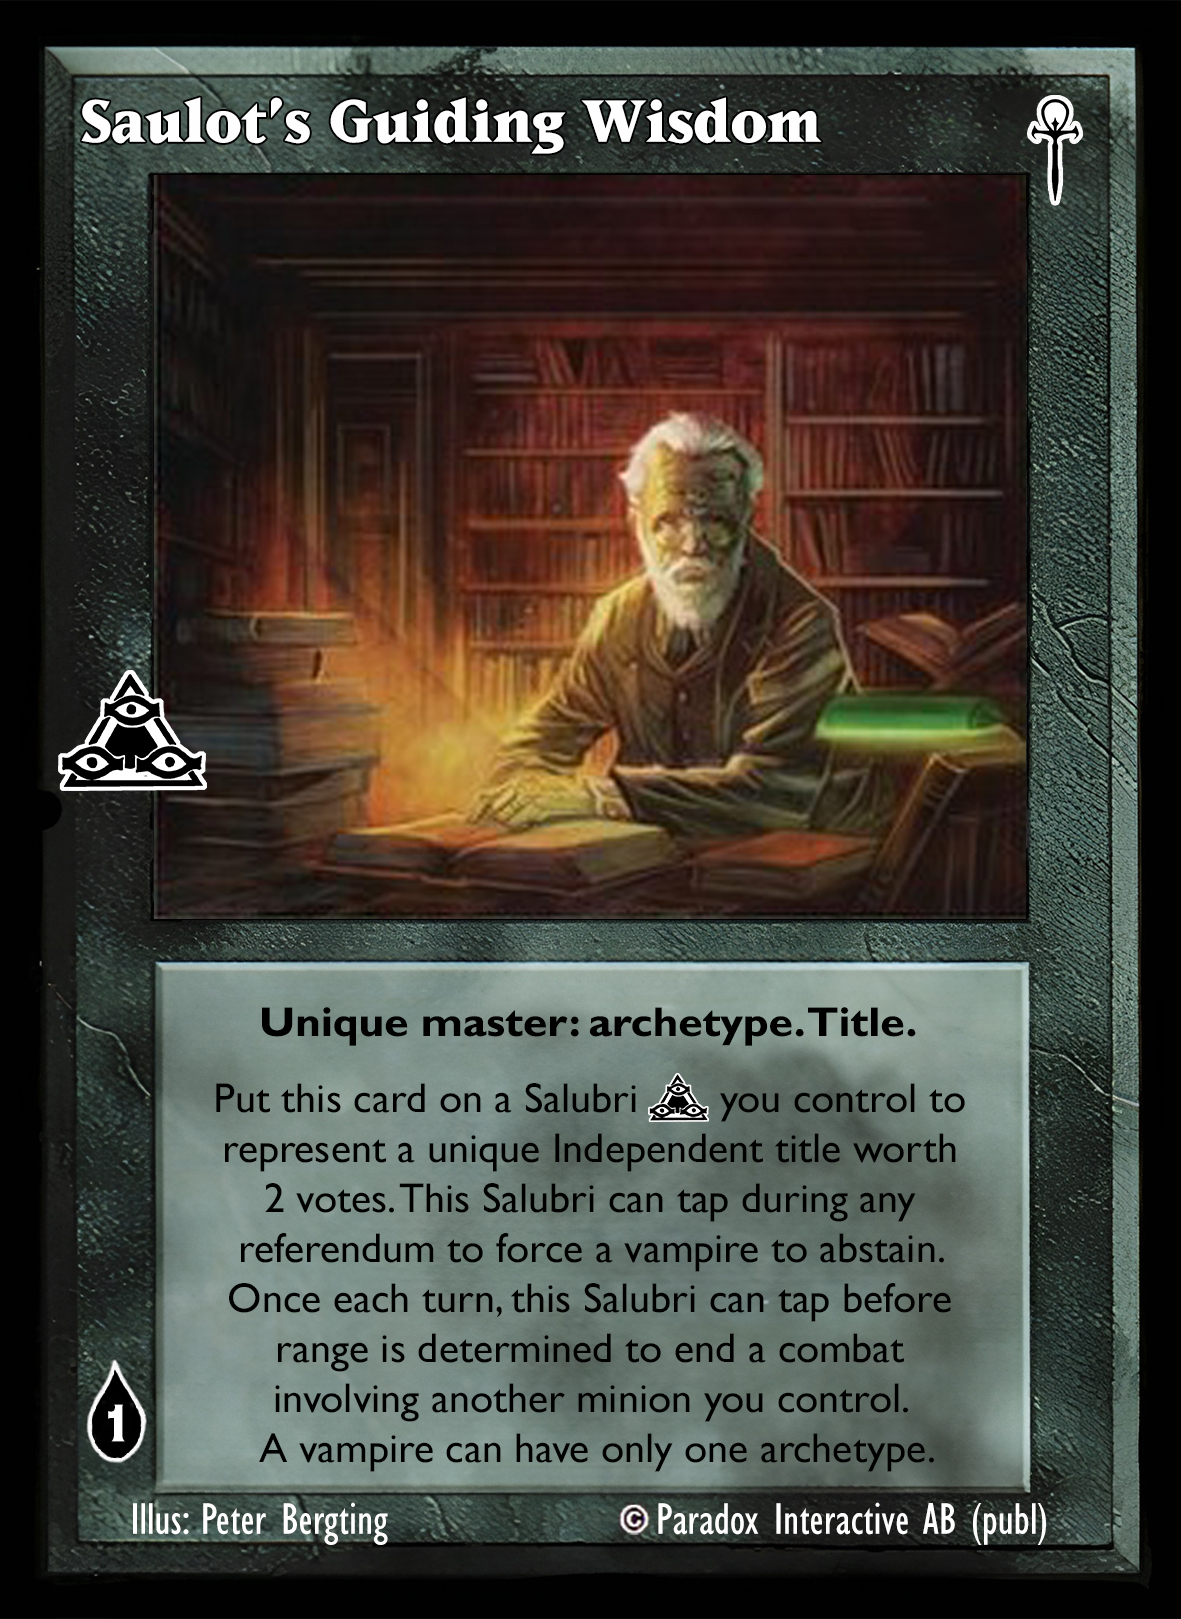 Saulot's Guiding Wisdom
Unique master: archetype. Title.
Put this card on a Salubri you control to
represent a unique Independent title worth
2 votes. This Salubri can tap during any
referendum to force a vampire to abstain.
Once each turn, this Salubri can tap before
range is determined to end a combat
involving another minion you control.
A vampire can have only one archetype.
1
Illus: Peter Bergting © Paradox Interactive AB (publ)